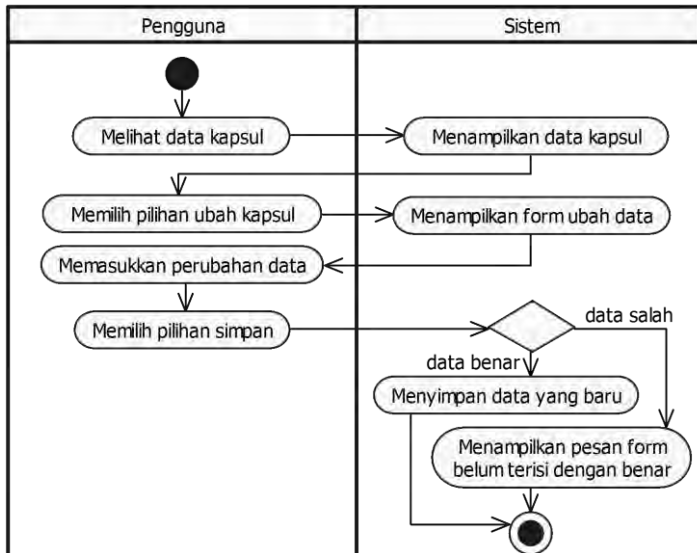 Pengguna
Sistem
Melihat data kapsul
Menampilkan data kapsul
Memilih pilihan ubah kapsul
Menampilkan form ubah data
Memasukkan perubahan data
Memilih pilihan simpan
data salah
data benar
Menyimpan data yang baru
Menampilkan pesan form
belum terisi dengan benar